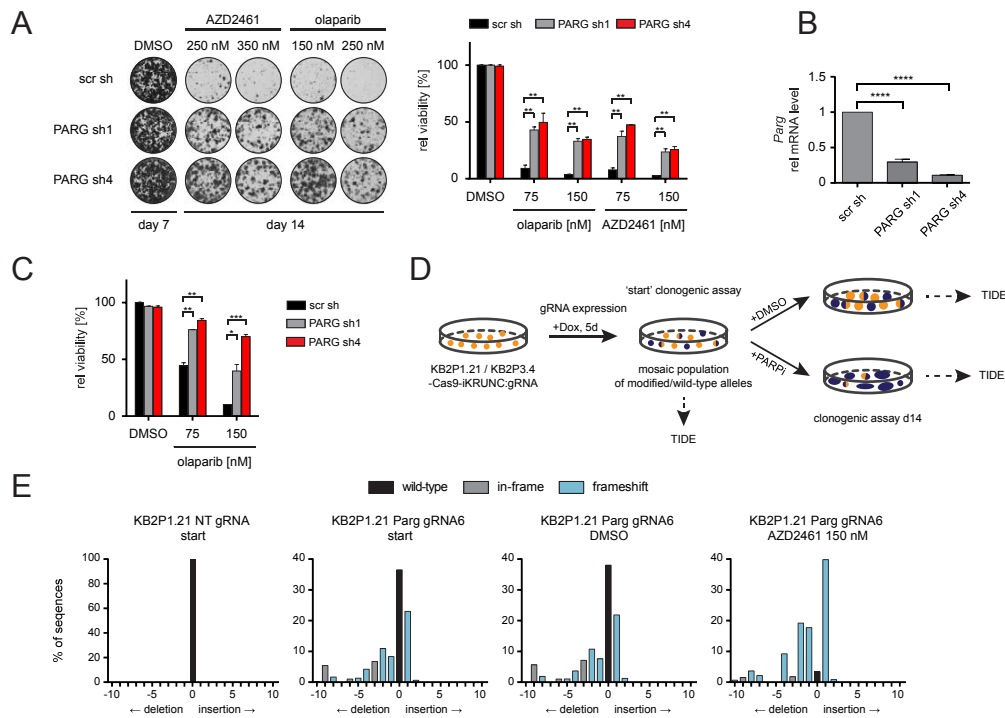 A
AZD2461
olaparib
DMSO
250 nM
350 nM
150 nM
250 nM
scr sh
PARG sh1
PARG sh4
day 7
day 14
scr sh
PARG sh1
PARG sh4
rel viability [%]
100
50
0
**
**
**
**
**
**
**
**
DMSO
75
150
75
150
olaparib [nM]
AZD2461 [nM]
B
Parg
rel mRNA level
1.5
1
0.5
0
****
****
scr sh
PARG sh1
PARG sh4
C
rel viability [%]
100
50
0
**
**
***
*
scr sh
PARG sh1
PARG sh4
DMSO
75
150
olaparib [nM]
D
gRNA expression
+Dox, 5d
'start' clonogenic assay
+DMSO
+PARPi
TIDE
TIDE
KB2P1.21 / KB2P3.4
-Cas9-iKRUNC:gRNA
mosaic population
of modified/wild-type alleles
TIDE
clonogenic assay d14
E
wild-type
in-frame
frameshift
KB2P1.21 NT gRNA
start
KB2P1.21 Parg gRNA6
start
KB2P1.21 Parg gRNA6
DMSO
KB2P1.21 Parg gRNA6
AZD2461 150 nM
% of seqences
100
80
60
40
20
0
-10
-5
0
5
10
← deletion
insertion →
40
30
20
10
0
-10
-5
0
5
10
← deletion
insertion →
40
30
20
10
0
-10
-5
0
5
10
← deletion
insertion →
40
30
20
10
0
-10
-5
0
5
10
← deletion
insertion →